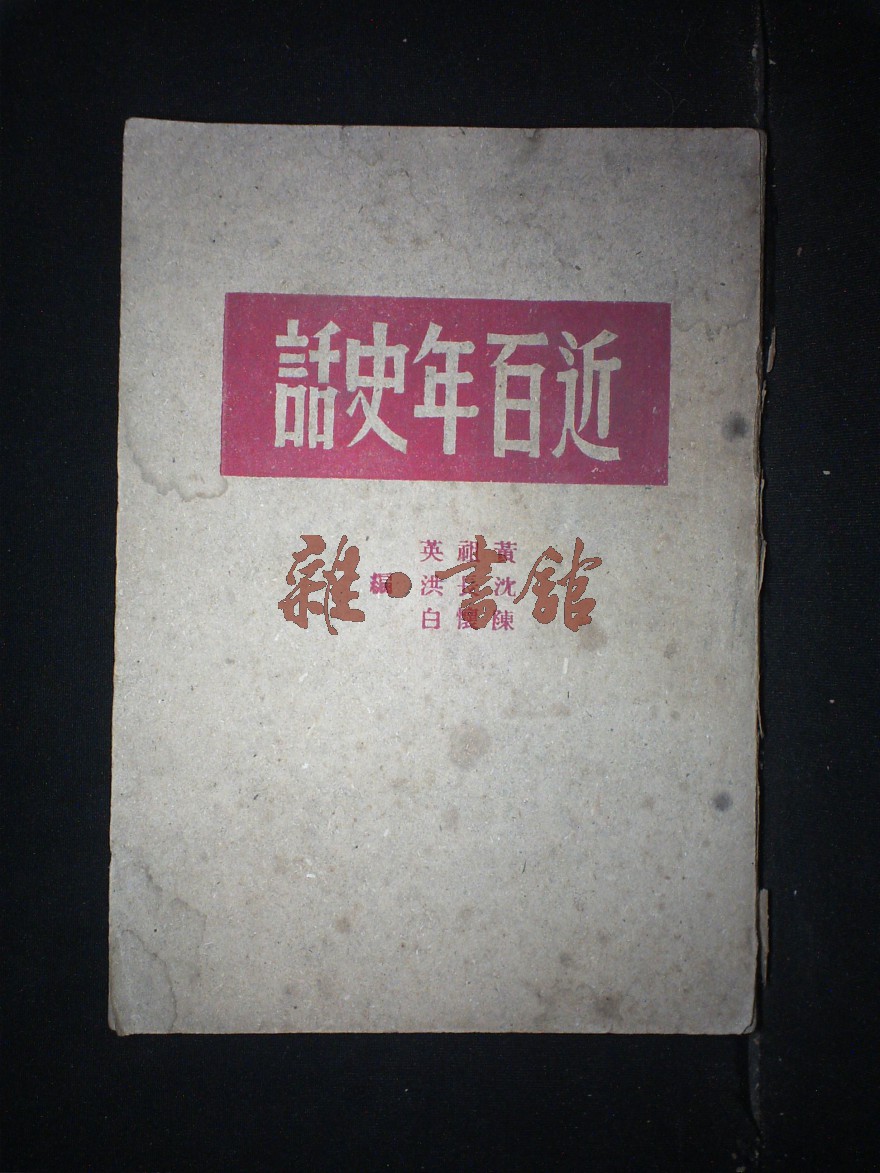 近百年史話
黃祖英
沈長洪 編
陳懷白
雜·書館